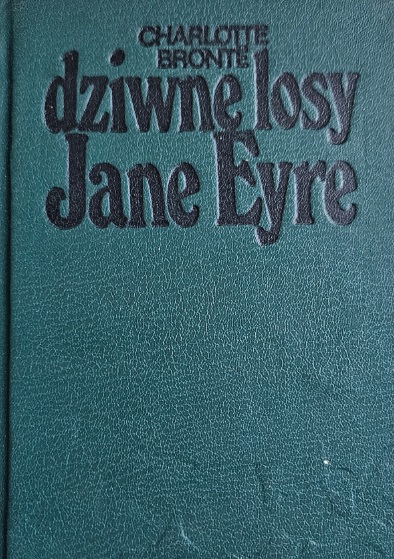 CHARLOTTE
BRONTË
dziwne losy
Jane Eyre